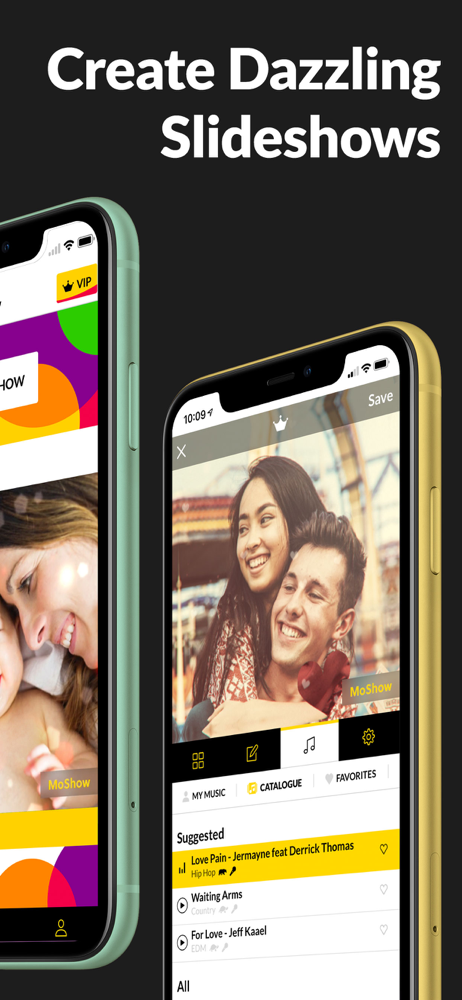 Create Dazzling
Slideshows
VIP
HOW
MoShow
10:09
Save
MoShow
MY MUSIC
CATALOGUE
FAVORITES
Suggested
Love Pain - Jermayne feat Derrick Thomas
Hip Hop
Waiting Arms
Country
For Love - Jeff Kaael
EDM
All